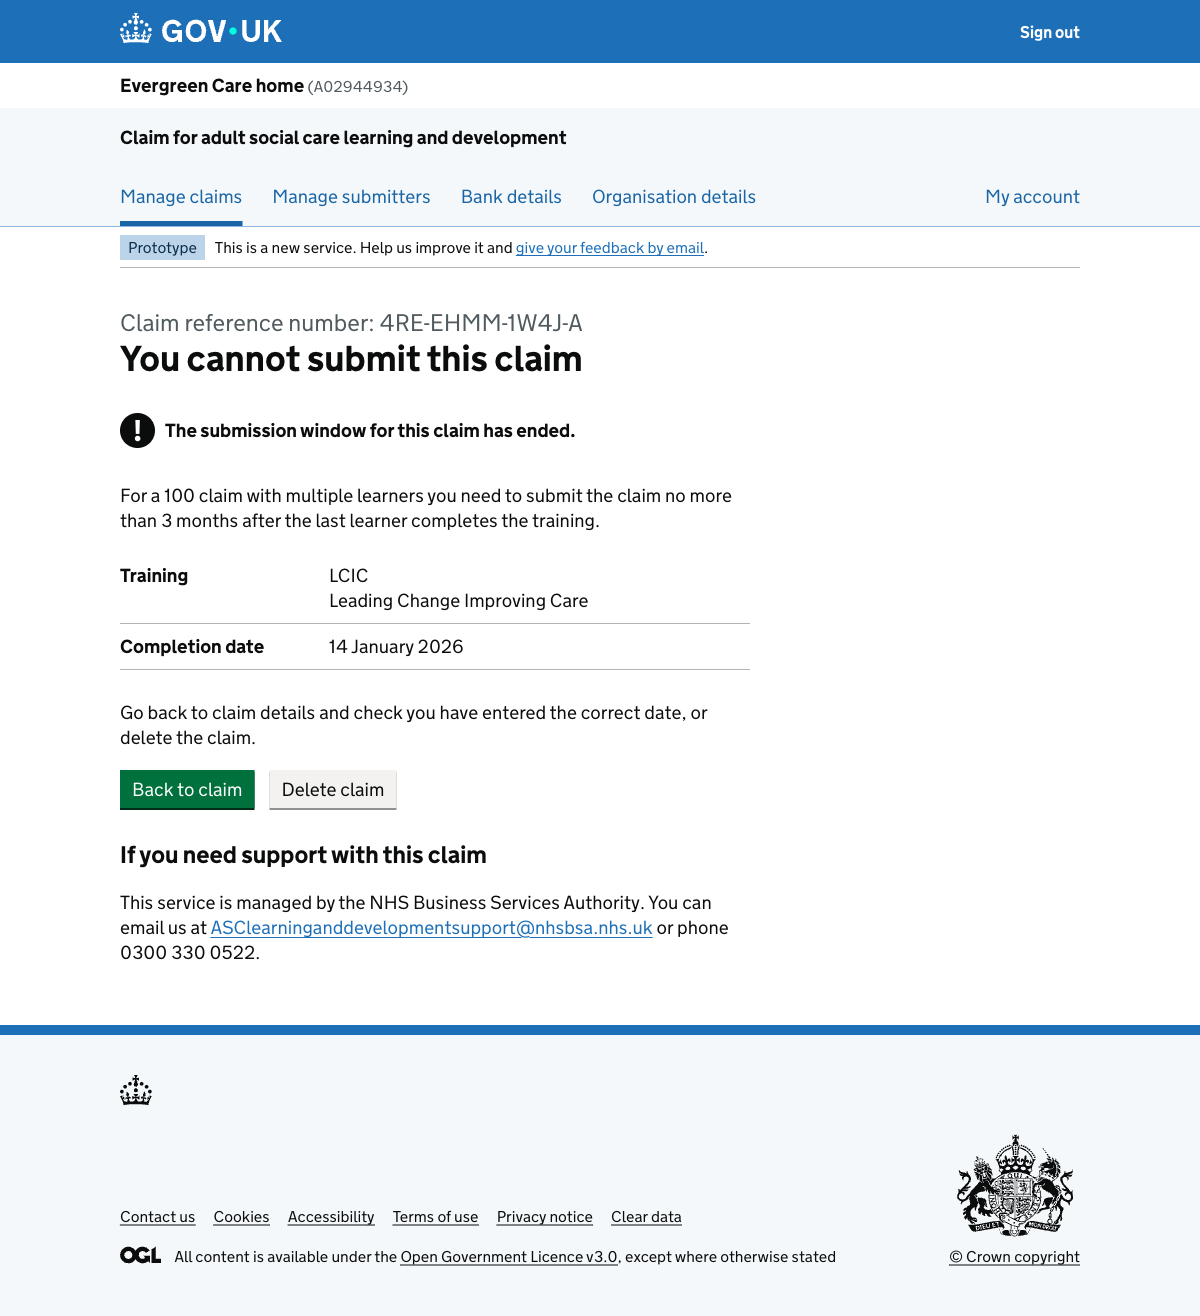 GOV·UK
Sign out
Evergreen Care home (A02944934)
Claim for adult social care learning and development
Manage claims Manage submitters Bank details Organisation details My account
Prototype This is a new service. Help us improve it and give your feedback by email.
Claim reference number: 4RE-EHMM-1W4J-A
You cannot submit this claim
! The submission window for this claim has ended.
For a 100 claim with multiple learners you need to submit the claim no more
than 3 months after the last learner completes the training.
Training LCIC
Leading Change Improving Care
Completion date 14 January 2026
Go back to claim details and check you have entered the correct date, or
delete the claim.
Back to claim Delete claim
If you need support with this claim
This service is managed by the NHS Business Services Authority. You can
email us at ASClearninganddevelopmentsupport@nhsbsa.nhs.uk or phone
0300 330 0522.
Contact us Cookies Accessibility Terms of use Privacy notice Clear data
OGL All content is available under the Open Government Licence v3.0, except where otherwise stated
© Crown copyright